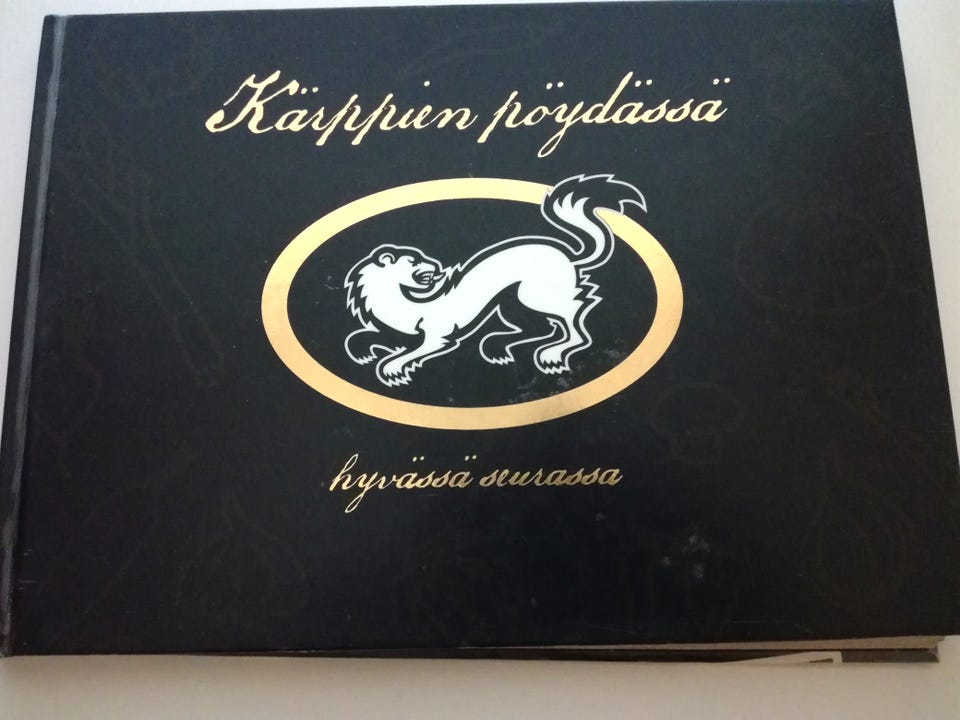 Kärppien pöydässä
hyvässä seurassa